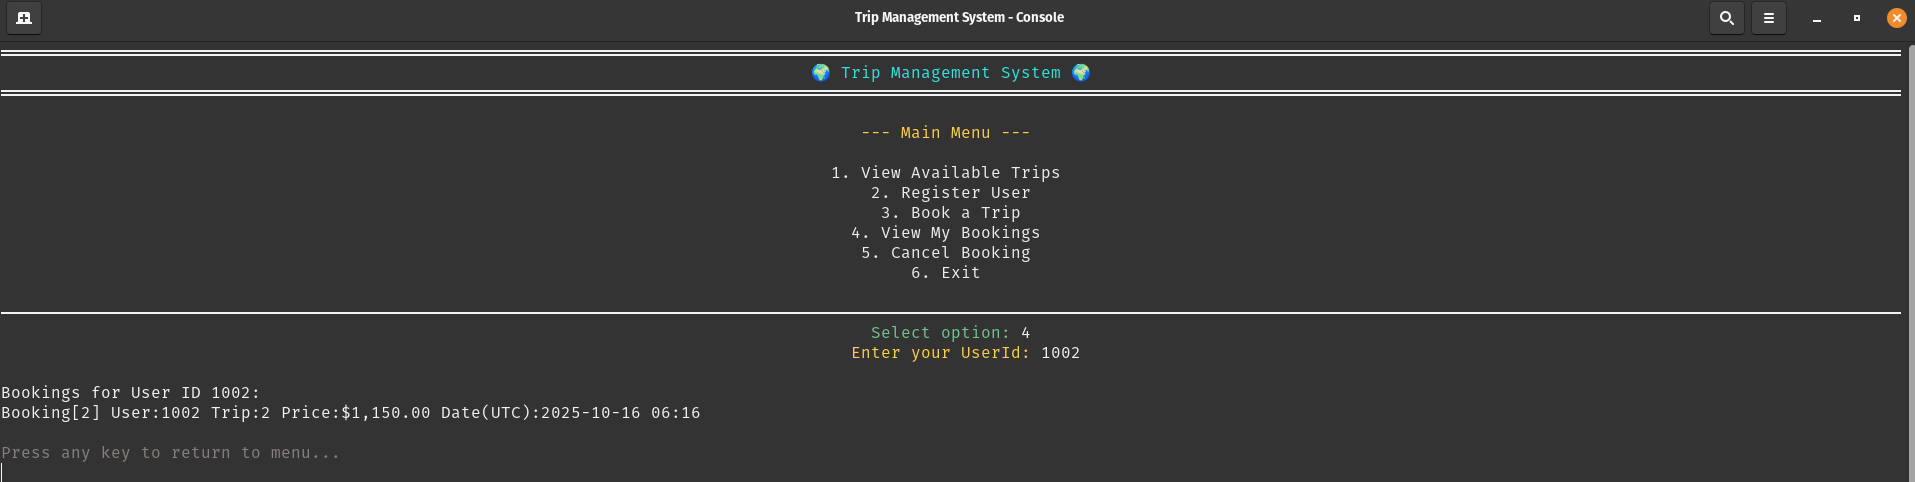 Trip Management System - Console
🌍 Trip Management System 🌍
--- Main Menu ---
1. View Available Trips
2. Register User
3. Book a Trip
4. View My Bookings
5. Cancel Booking
6. Exit
Select option: 4
Enter your UserId: 1002
Bookings for User ID 1002:
Booking[2] User:1002 Trip:2 Price:$1,150.00 Date(UTC):2025-10-16 06:16
Press any key to return to menu...